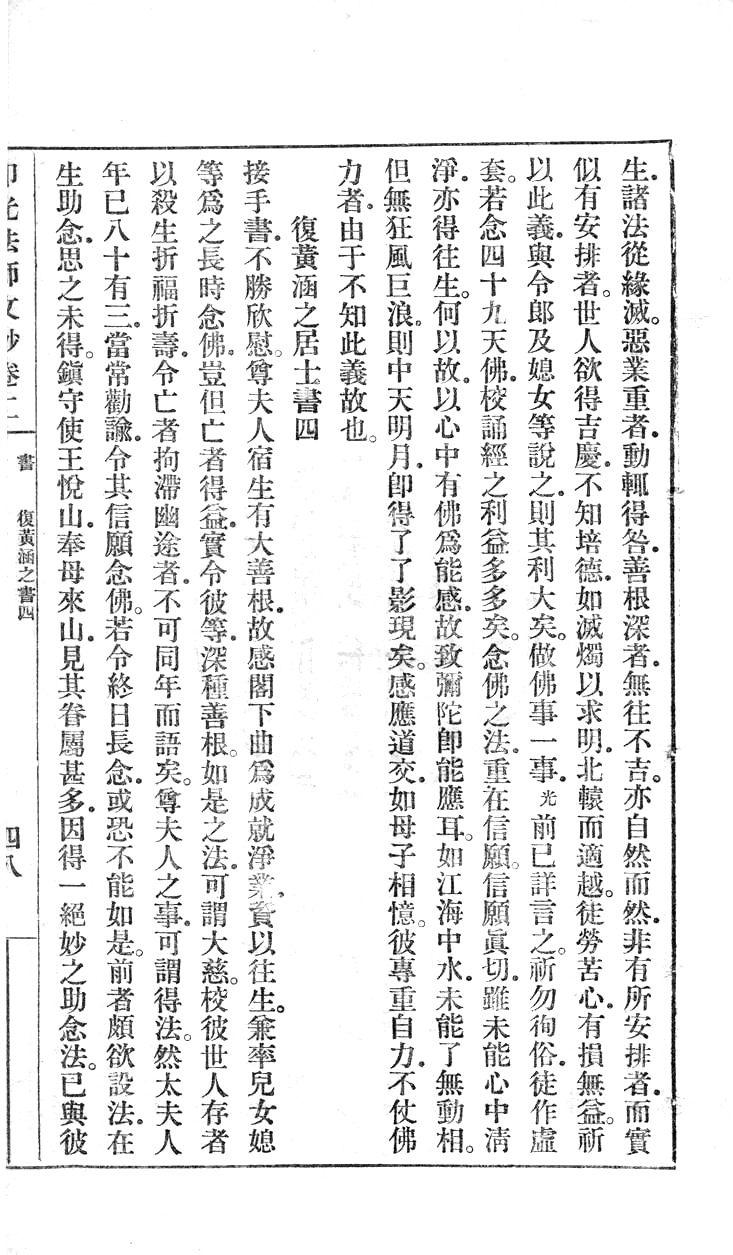 生諸法從緣滅。惡業重者、動輒得咎、善根深者、無往不吉。亦自然而然、非有所安排者、而實
似有安排者。世人欲得吉慶、不知培德、如滅燭以求明、北轅而適越。徒勞苦心、有損無益。祈
以此義、與令郎及媳女等說之、則其利大矣。做佛事一事、光前已詳言之。祈勿徇俗、徒作虛
套。若念四十九天佛、校誦經之利益多多矣。念佛之法、重在信願。信願眞切、雖未能心中清
淨、亦得往生。何以故、以心中有佛爲能感、故致彌陀卽能應耳。如江海中水、未能了無動相。
但無狂風巨浪、則中天明月、卽得了了影現矣。感應道交、如母子相憶。彼專重自力、不仗佛
力者、由于不知此義故也。
復黃涵之居士書四
接手書、不勝欣慰。尊夫人宿生有大善根、故感閣下曲爲成就淨業、資以往生。兼率兒女媳
等爲之長時念佛。豈但亡者得益、實令彼等、深種善根。如是之法、可謂大慈。校彼世人存者
以殺生折福折壽、令亡者拘滯幽途者、不可同年而語矣。尊夫人之事、可謂得法。然太夫人
年已八十有三、當常勸諭、令其信願念佛。若令終日長念、或恐不能如是。前者頗欲設法、在
生助念、思之未得。鎭守使王悅山、奉母來山、見其眷屬甚多、因得一絕妙之助念法。已與彼
印光法師文鈔卷二 書 復黃涵之書四 四八